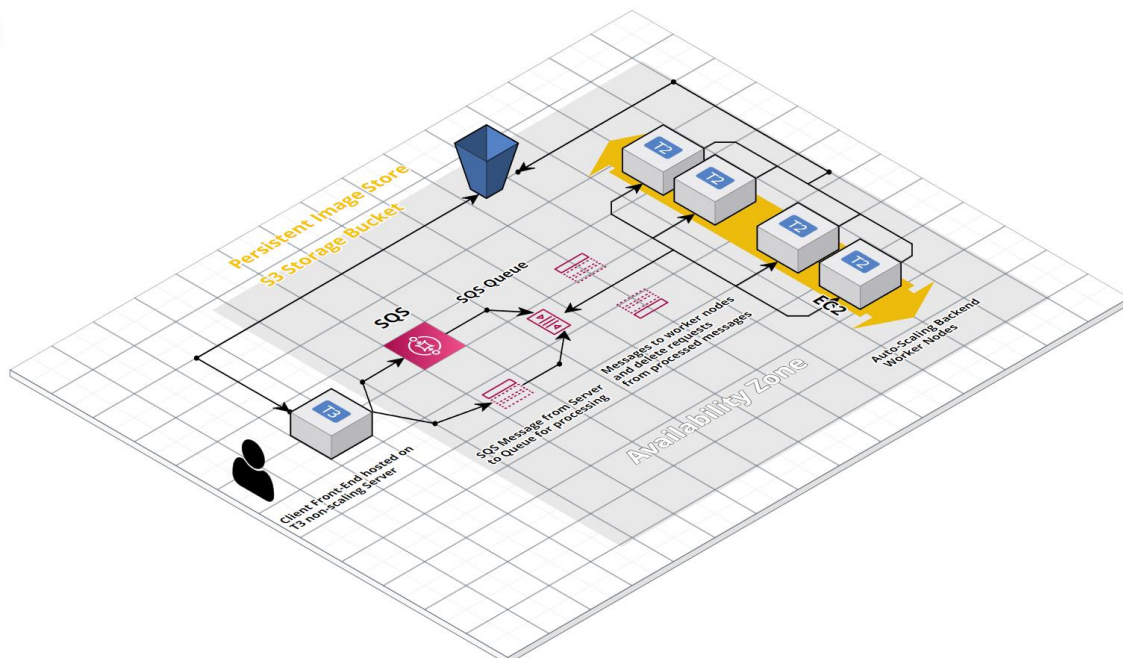 Persistent Image Store
S3 Storage Bucket
T2
T2
T2
T2
EC2
Auto-Scaling Backend
Worker Nodes
SQS Queue
SQS
Messages to worker nodes
and delete requests
from processed messages
SQS Message from Server
to Queue for processing
Availability Zone
T3
Client Front-End hosted on
T3 non-scaling Server